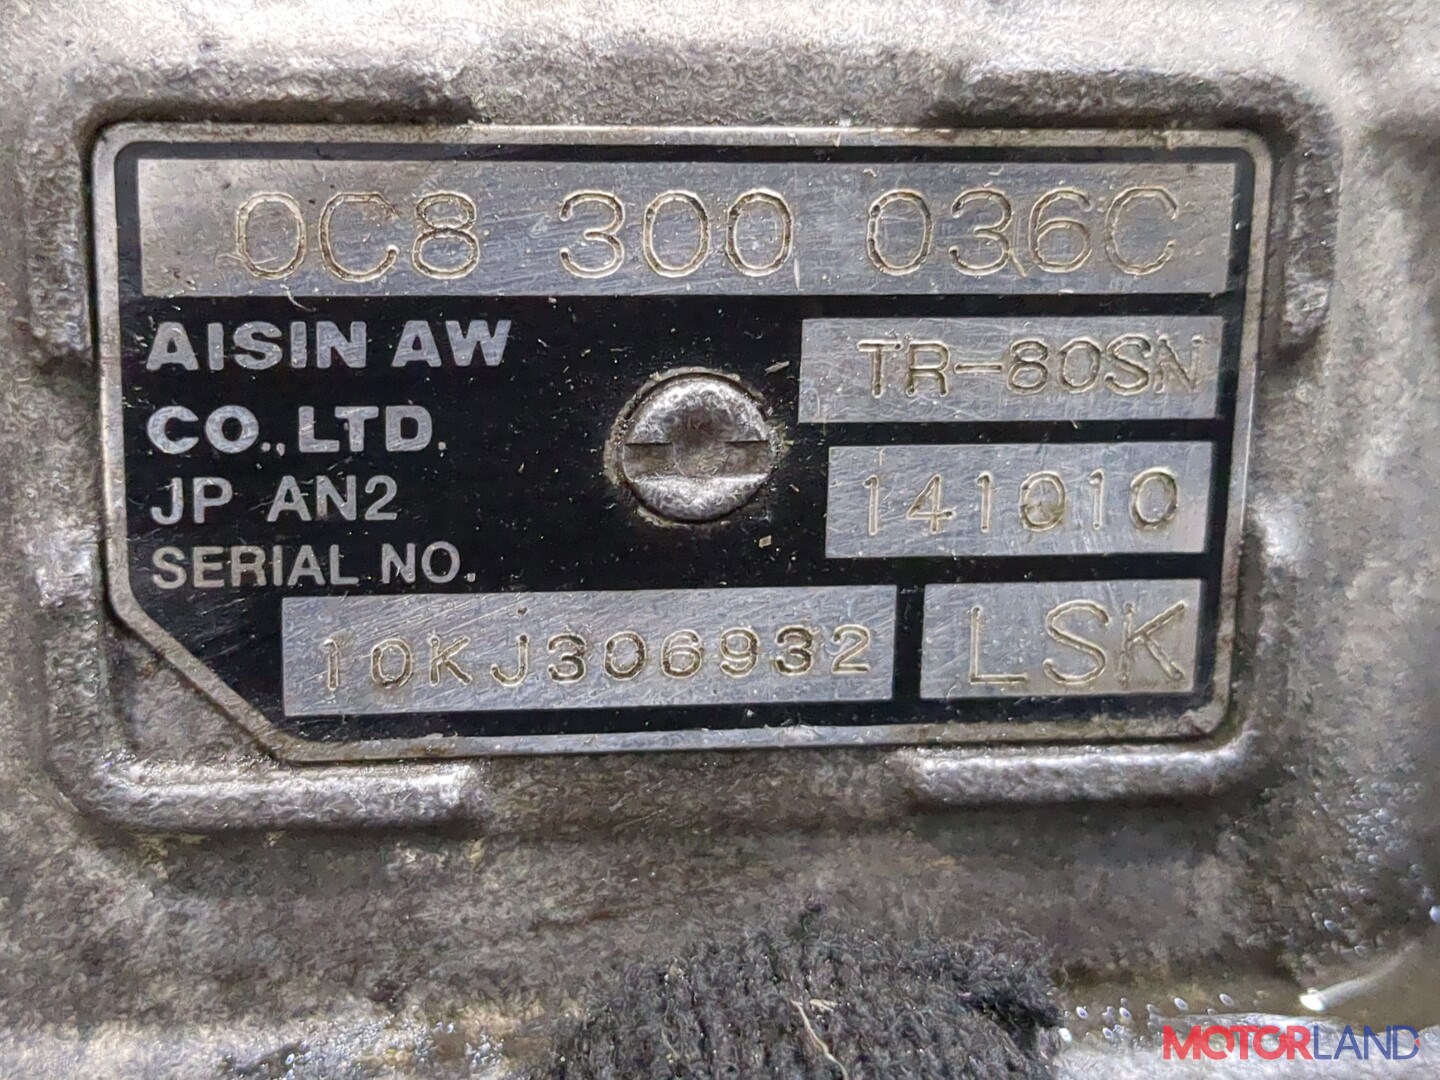 0C8 300 036C
AISIN AW
CO., LTD.
TR-80SN
JP AN2
141010
SERIAL NO.
10KJ306932
LSK
MOTORLAND